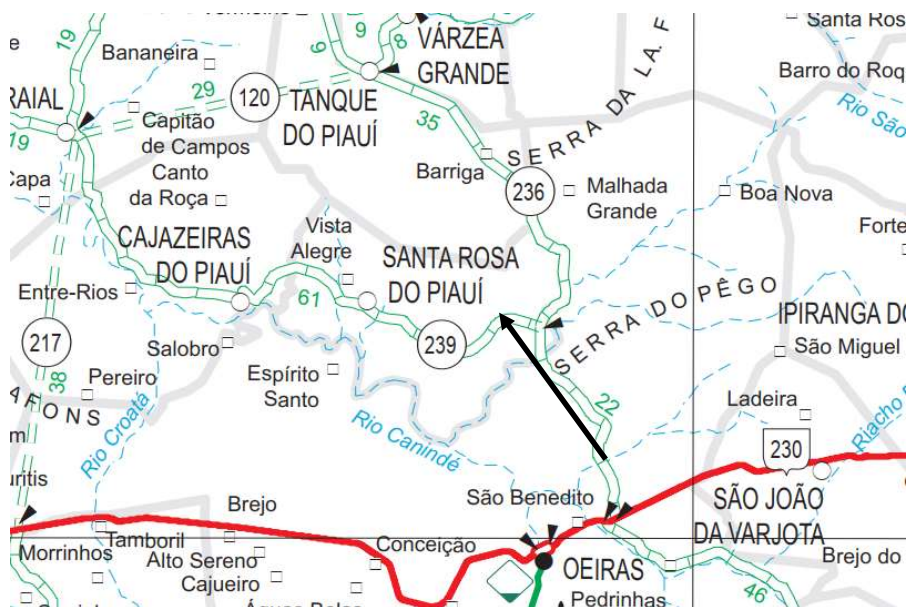 Santa Ros
19
6
9
8
VÁRZEA
GRANDE
Bananeira
Barro do Roq
29
120
TANQUE
DO PIAUÍ
35
SERRA DA LA. F
Rio São
RAIAL
19
Capitão
de Campos
Canto
da Roça
Capa
Barriga
236
Malhada
Grande
Boa Nova
Vista
Alegre
Forte
CAJAZEIRAS
DO PIAUÍ
SANTA ROSA
DO PIAUÍ
Entre-Rios
61
SERRA DO PÊGO
IPIRANGA DO
217
Salobro
239
São Miguel
38
Pereiro
Espírito
Santo
22
Ladeira
AFONS
Rio Croatá
Rio Canindé
Riacho
230
uritis
São Benedito
SÃO JOÃO
DA VARJOTA
Brejo
Morrinhos
Tamboril
Alto Sereno
Cajueiro
Conceição
OEIRAS
Brejo do
46
Pedrinhas